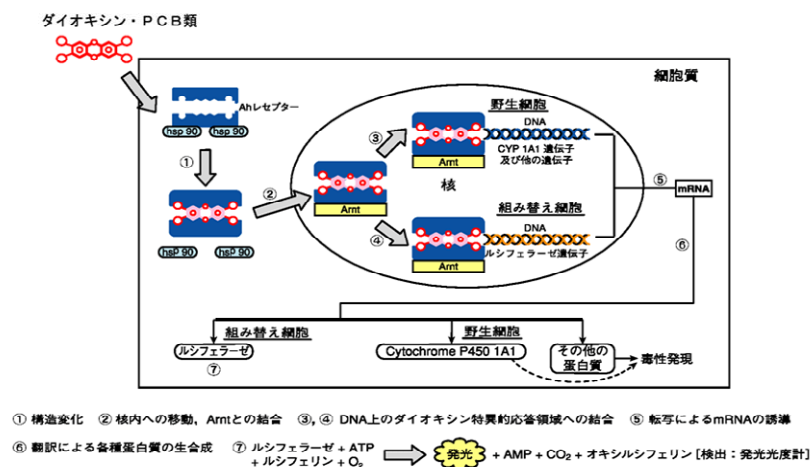 ダイオキシン・PCB類
細胞質
Ahレセプター
hsp 90 hsp 90
①
hsp 90 hsp 90
②
Arnt
核
③
野生細胞
DNA
CYP 1A1 遺伝子
及び他の遺伝子
Arnt
④
組み替え細胞
DNA
ルシフェラーゼ遺伝子
Arnt
⑤
mRNA
⑥
組み替え細胞
ルシフェラーゼ
⑦
野生細胞
Cytochrome P450 1A1
その他の
蛋白質
毒性発現
① 構造変化 ② 核内への移動, Arntとの結合 ③, ④ DNA上のダイオキシン特異的応答領域への結合 ⑤ 転写によるmRNAの誘導
⑥ 翻訳による各種蛋白質の生合成 ⑦ ルシフェラーゼ + ATP
+ ルシフェリン + O₂
発光 + AMP + CO₂ + オキシルシフェリン [検出:発光光度計]